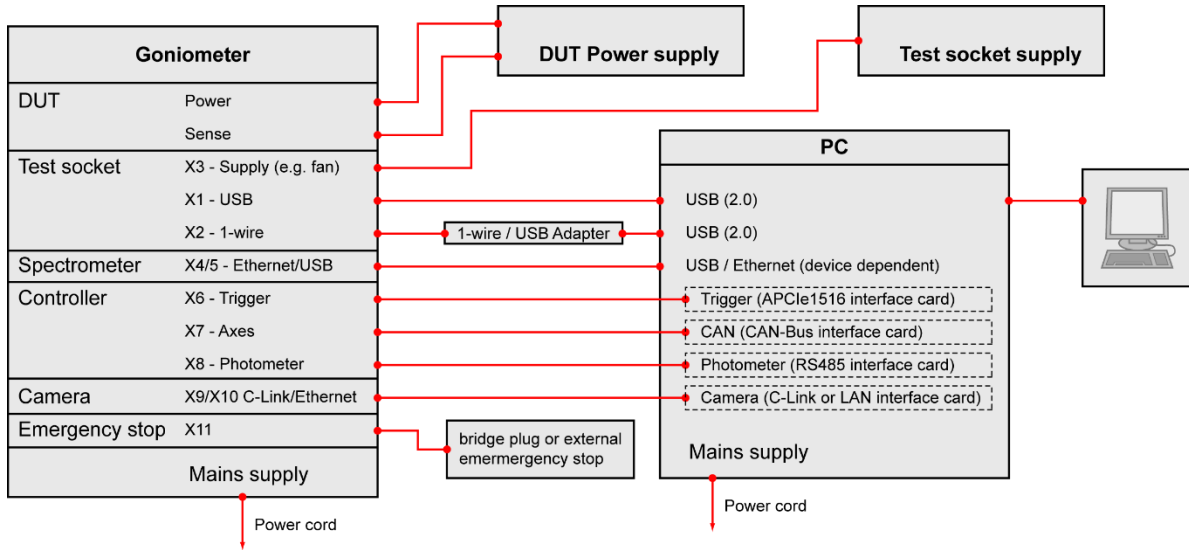 Goniometer
DUT Power supply
Test socket supply
DUT
Power
Sense
Test socket
X3 - Supply (e.g. fan)
X1 - USB
X2 - 1-wire
1-wire / USB Adapter
Spectrometer
X4/5 - Ethernet/USB
Controller
X6 - Trigger
X7 - Axes
X8 - Photometer
Camera
X9/X10 C-Link/Ethernet
Emergency stop
X11
bridge plug or external
emermergency stop
Mains supply
Power cord
PC
USB (2.0)
USB (2.0)
USB / Ethernet (device dependent)
Trigger (APCIe1516 interface card)
CAN (CAN-Bus interface card)
Photometer (RS485 interface card)
Camera (C-Link or LAN interface card)
Mains supply
Power cord